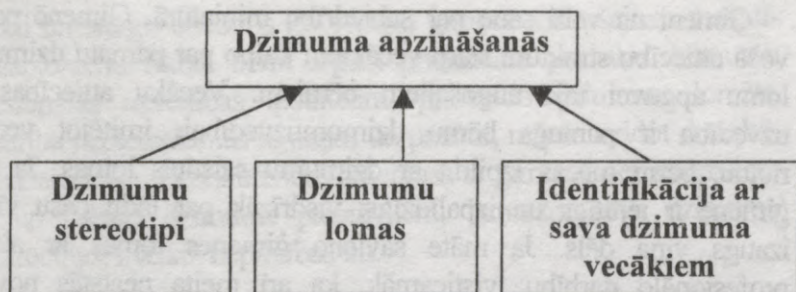 Dzimuma apzināšanās
Dzimumu
stereotipi
Dzimumu
lomas
Identifikācija ar
sava dzimuma
vecākiem